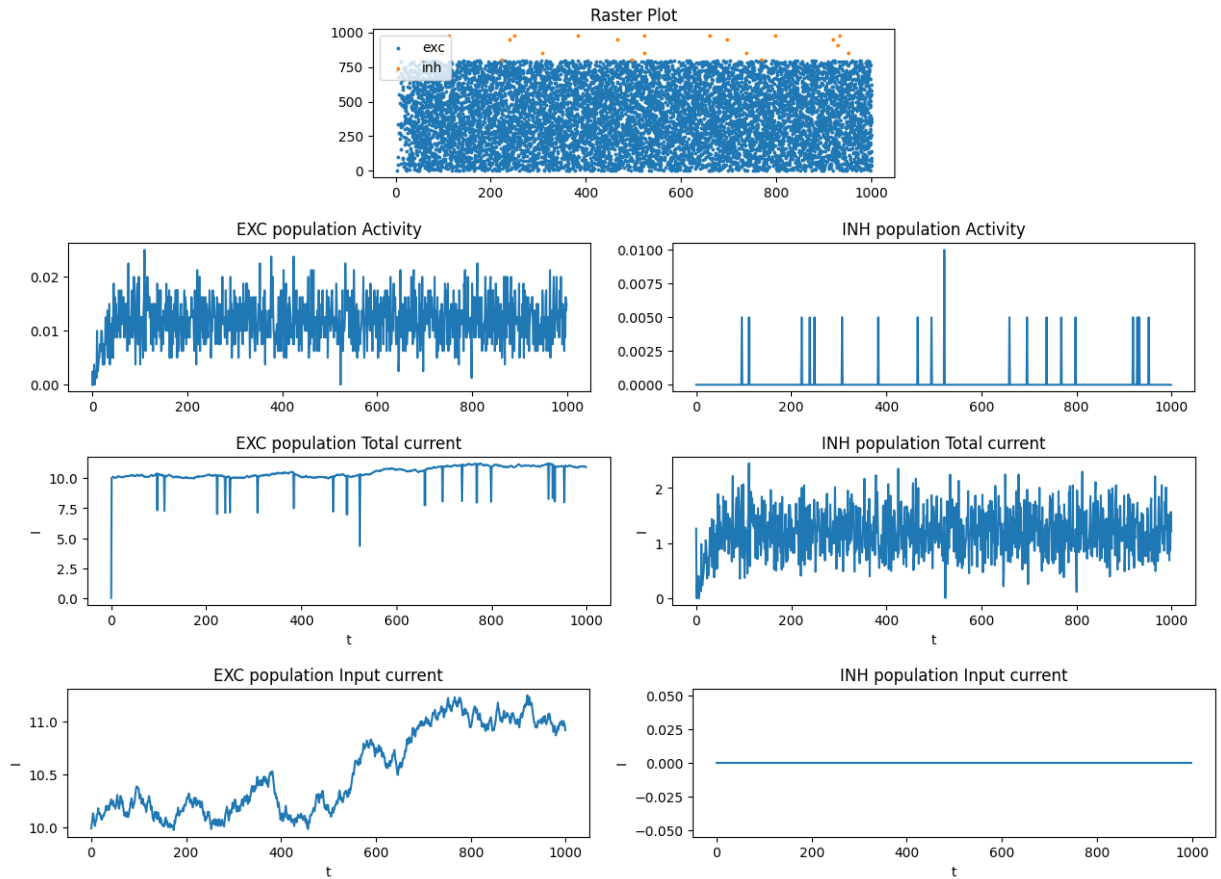 Raster Plot
1000
750
500
250
0
exc
inh
0 200 400 600 800 1000
EXC population Activity
0.02
0.01
0.00
0 200 400 600 800 1000
INH population Activity
0.0100
0.0075
0.0050
0.0025
0.0000
0 200 400 600 800 1000
EXC population Total current
I
10.0
7.5
5.0
2.5
0.0
0 200 400 600 800 1000
t
INH population Total current
I
2
1
0
0 200 400 600 800 1000
t
EXC population Input current
I
11.0
10.5
10.0
0 200 400 600 800 1000
t
INH population Input current
I
0.050
0.025
0.000
−0.025
−0.050
0 200 400 600 800 1000
t